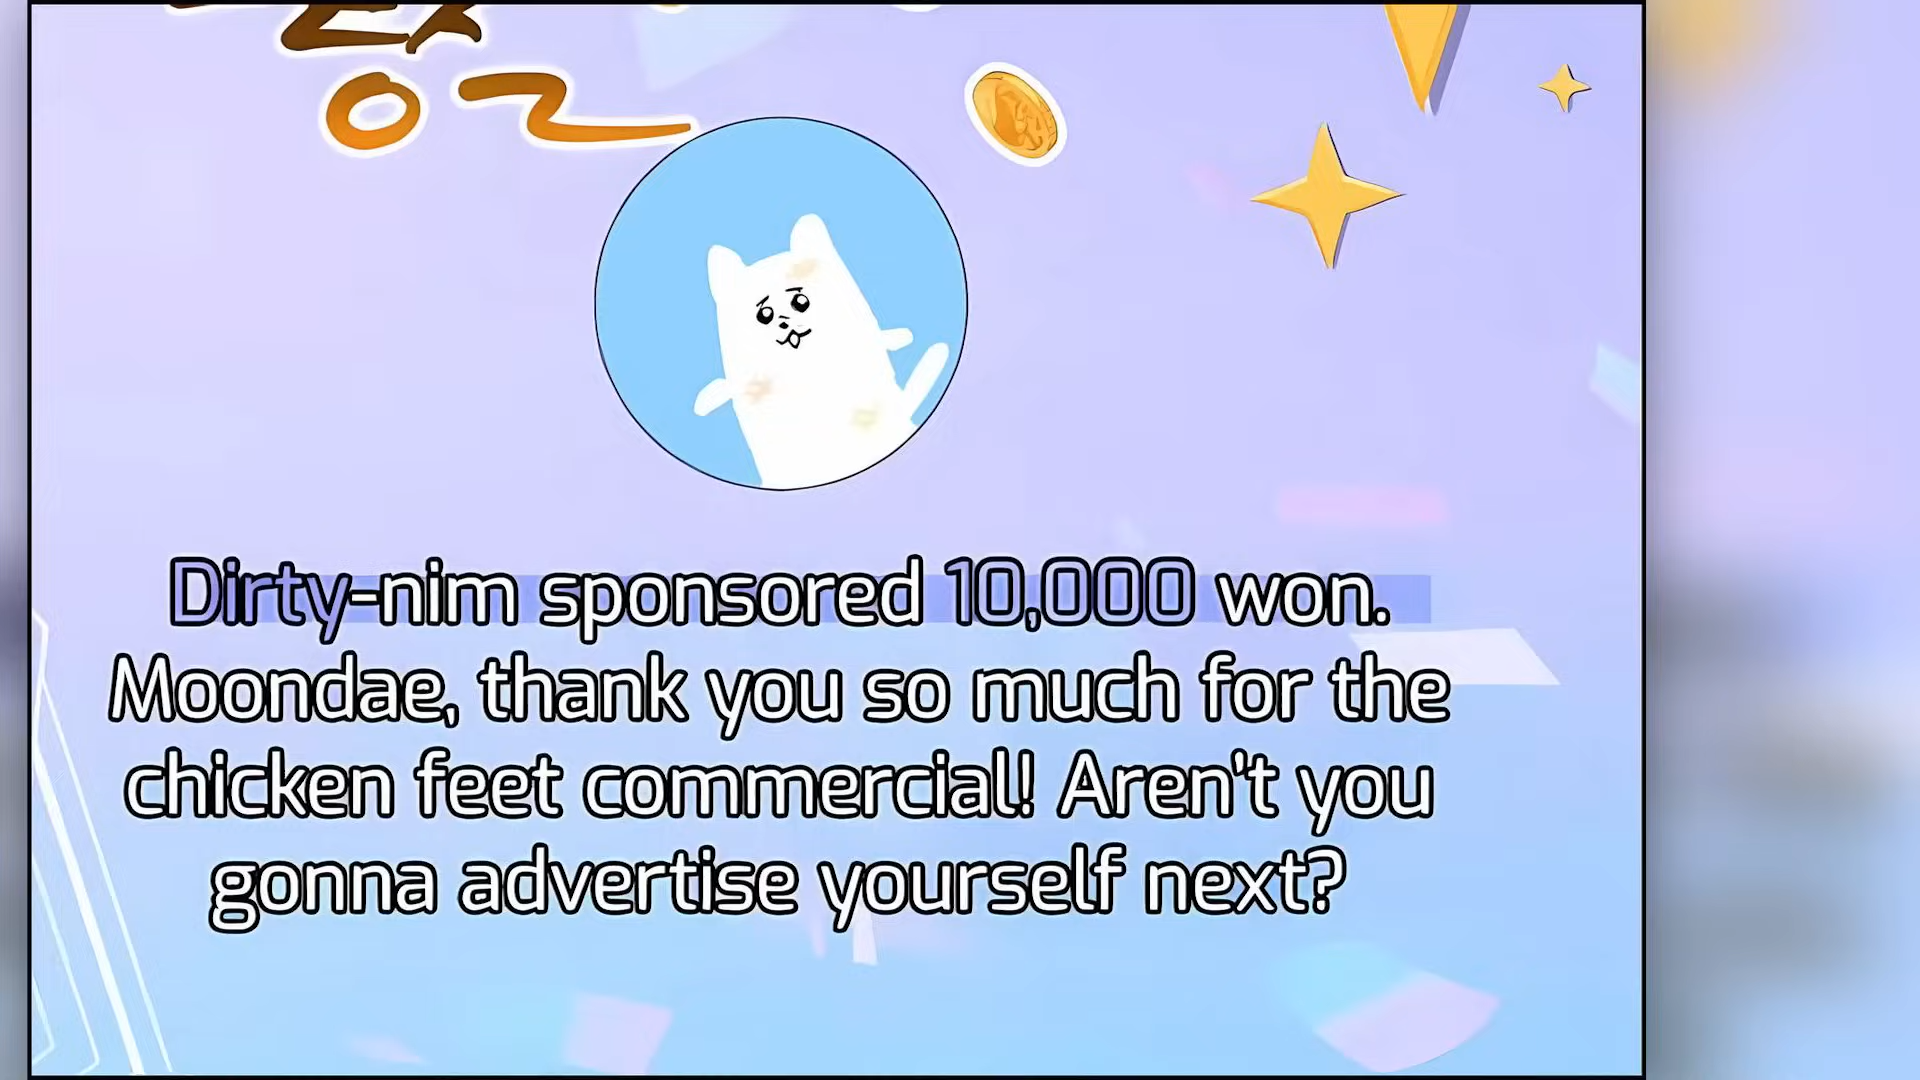 Dirty-nim sponsored 10,000 won.
Moondae, thank you so much for the
chicken feet commercial! Aren't you
gonna advertise yourself next?